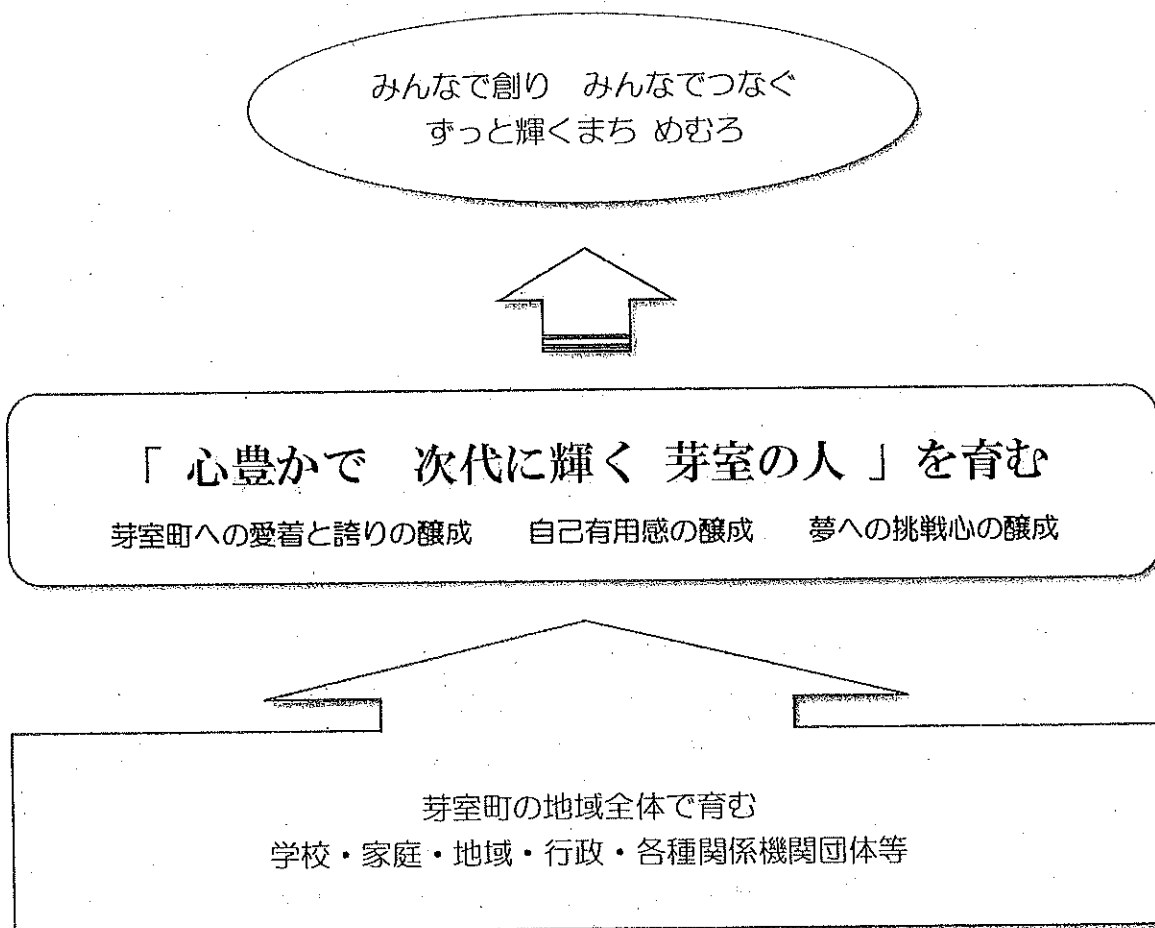 みんなで創り　みんなでつなぐ
ずっと輝くまち めむろ
「 心豊かで　次代に輝く 芽室の人 」を育む
芽室町への愛着と誇りの醸成　　自己有用感の醸成　　夢への挑戦心の醸成
芽室町の地域全体で育む
学校・家庭・地域・行政・各種関係機関団体等